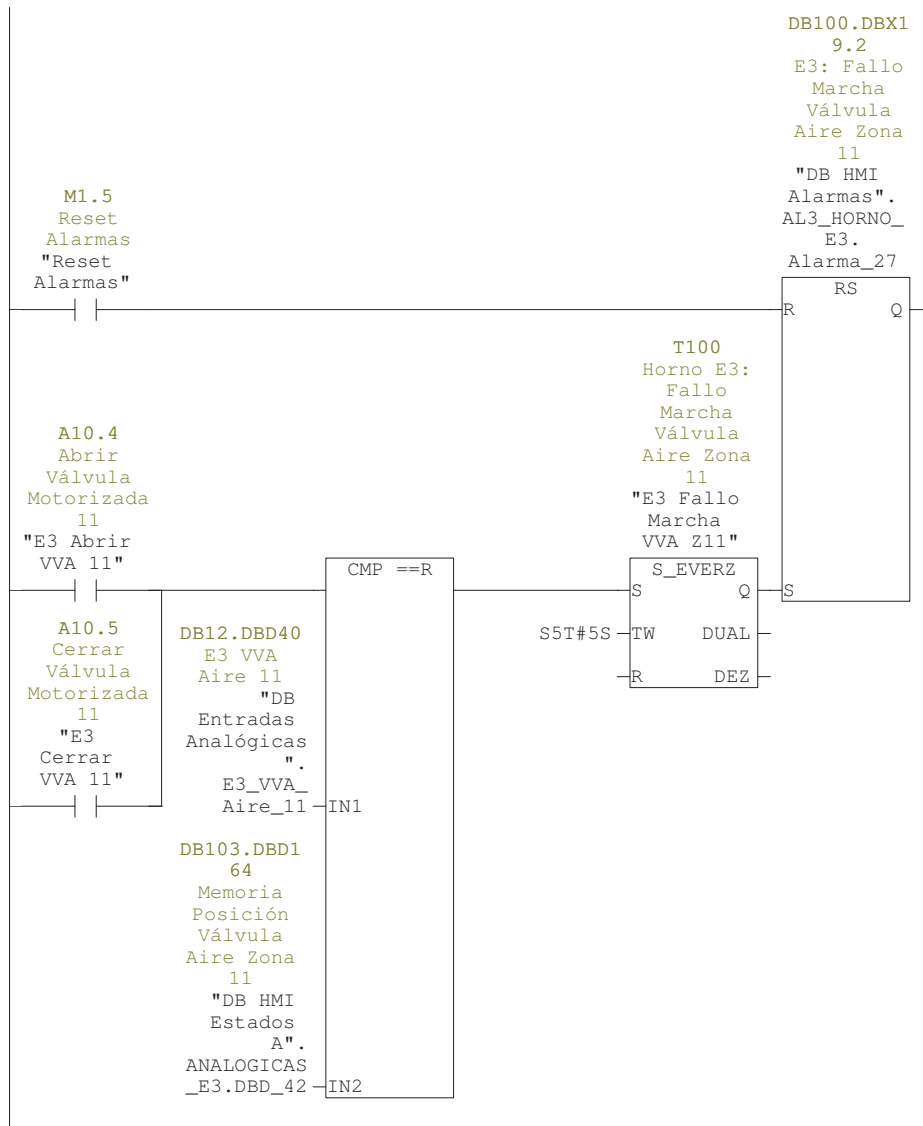 DB100.DBX1
9.2
E3: Fallo
Marcha
Válvula
Aire Zona
11
"DB HMI
Alarmas".
AL3_HORNO_
E3.
Alarma_27
M1.5
Reset
Alarmas
"Reset
Alarmas"
RS
R
Q
T100
Horno E3:
Fallo
Marcha
Válvula
Aire Zona
11
"E3 Fallo
Marcha
VVA Z11"
A10.4
Abrir
Válvula
Motorizada
11
"E3 Abrir
VVA 11"
CMP ==R
S_EVERZ
S
Q
S
A10.5
Cerrar
Válvula
Motorizada
11
"E3
Cerrar
VVA 11"
S5T#5S
TW
DUAL
R
DEZ
DB12.DBD40
E3 VVA
Aire 11
"DB
Entradas
Analógicas
".
E3_VVA_
Aire_11
IN1
DB103.DBD1
64
Memoria
Posición
Válvula
Aire Zona
11
"DB HMI
Estados
A".
ANALOGICAS
_E3.DBD_42
IN2